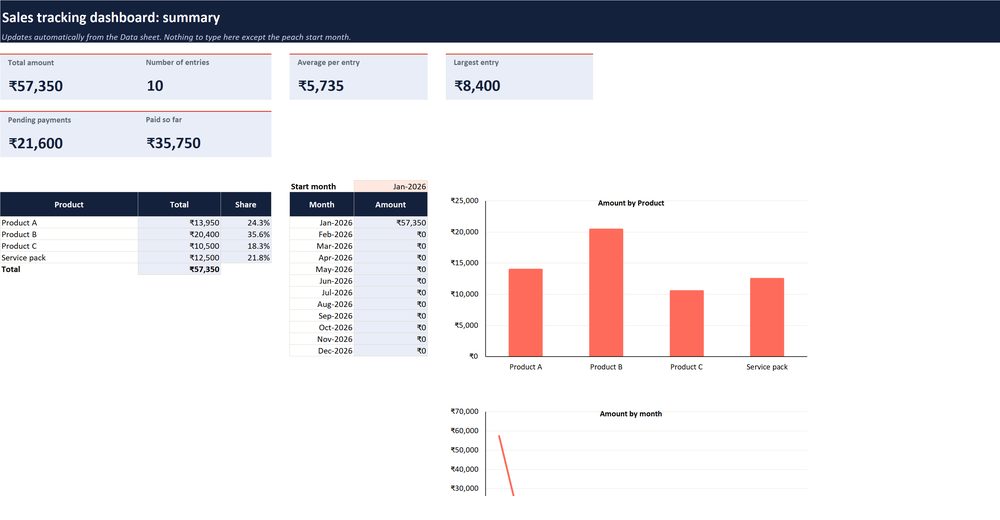 Sales tracking dashboard: summary
Updates automatically from the Data sheet. Nothing to type here except the peach start month.
Total amount Number of entries Average per entry Largest entry
₹57,350 10 ₹5,735 ₹8,400
Pending payments Paid so far
₹21,600 ₹35,750
Start month Jan-2026
Product Total Share
Product A ₹13,950 24.3%
Product B ₹20,400 35.6%
Product C ₹10,500 18.3%
Service pack ₹12,500 21.8%
Total ₹57,350
Month Amount
Jan-2026 ₹57,350
Feb-2026 ₹0
Mar-2026 ₹0
Apr-2026 ₹0
May-2026 ₹0
Jun-2026 ₹0
Jul-2026 ₹0
Aug-2026 ₹0
Sep-2026 ₹0
Oct-2026 ₹0
Nov-2026 ₹0
Dec-2026 ₹0
Amount by Product
₹25,000
₹20,000
₹15,000
₹10,000
₹5,000
₹0
Product A Product B Product C Service pack
Amount by month
₹70,000
₹60,000
₹50,000
₹40,000
₹30,000